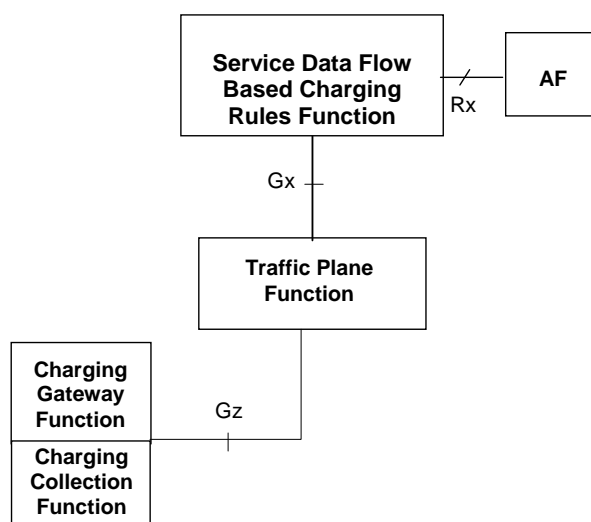 Service Data Flow
Based Charging
Rules Function
AF
Rx
Gx
Traffic Plane
Function
Charging
Gateway
Function
Gz
Charging
Collection
Function